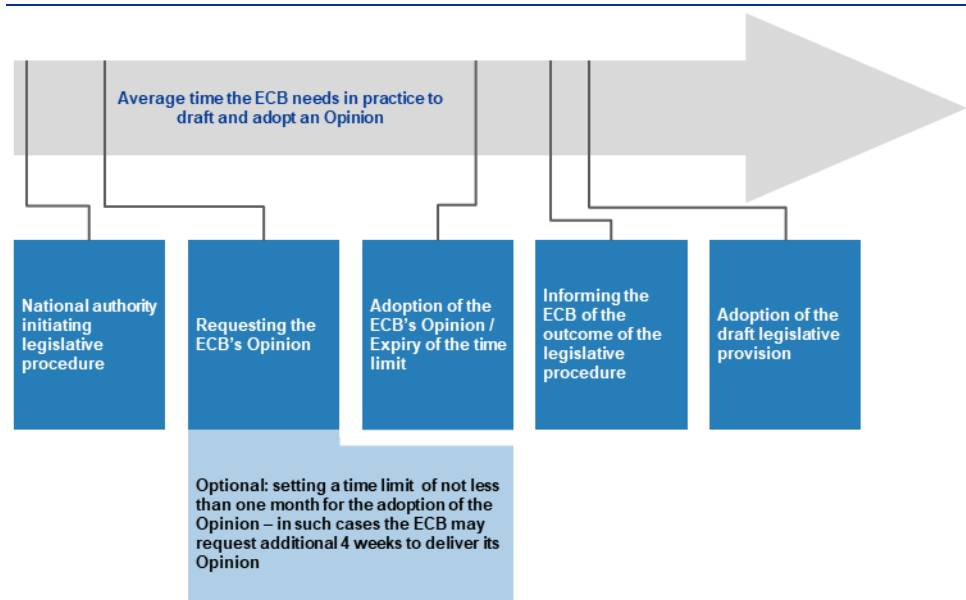 Average time the ECB needs in practice to
draft and adopt an Opinion
National authority
initiating
legislative
procedure
Requesting the
ECB's Opinion
Adoption of the
ECB's Opinion /
Expiry of the time
limit
Informing the
ECB of the
outcome of the
legislative
procedure
Adoption of the
draft legislative
provision
Optional: setting a time limit of not less
than one month for the adoption of the
Opinion – in such cases the ECB may
request additional 4 weeks to deliver its
Opinion